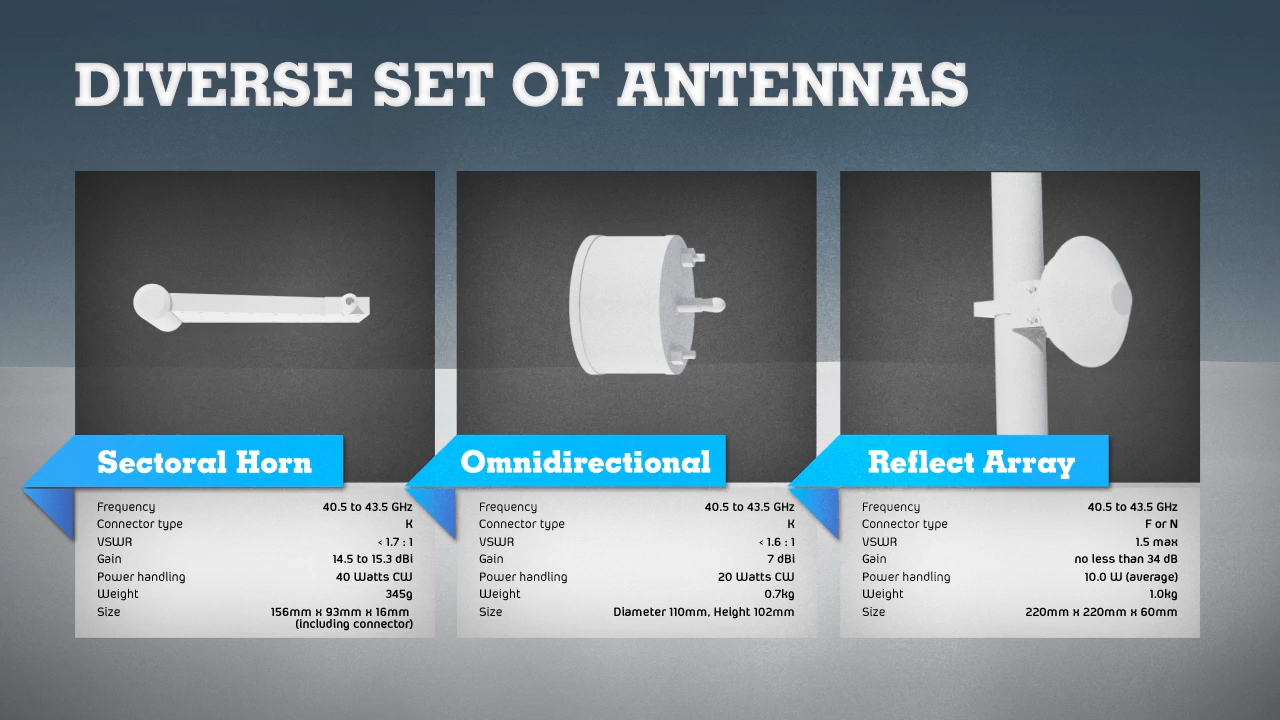 DIVERSE SET OF ANTENNAS
Sectoral Horn
Frequency 40.5 to 43.5 GHz
Connector type K
VSWR < 1.7 : 1
Gain 14.5 to 15.3 dBi
Power handling 40 Watts CW
Weight 345g
Size 156mm x 93mm x 16mm
(including connector)
Omnidirectional
Frequency 40.5 to 43.5 GHz
Connector type K
VSWR < 1.6 : 1
Gain 7 dBi
Power handling 20 Watts CW
Weight 0.7kg
Size Diameter 110mm, Height 102mm
Reflect Array
Frequency 40.5 to 43.5 GHz
Connector type F or N
VSWR 1.5 max
Gain no less than 34 dB
Power handling 10.0 W (average)
Weight 1.0kg
Size 220mm x 220mm x 60mm